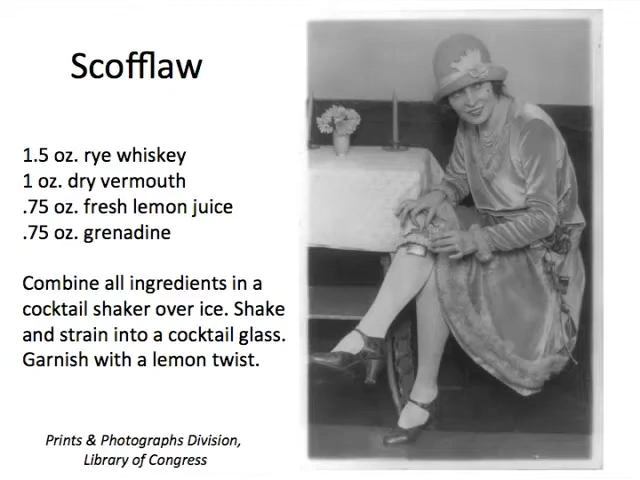 Scofflaw
1.5 oz. rye whiskey
1 oz. dry vermouth
.75 oz. fresh lemon juice
.75 oz. grenadine
Combine all ingredients in a
cocktail shaker over ice. Shake
and strain into a cocktail glass.
Garnish with a lemon twist.
Prints & Photographs Division,
Library of Congress